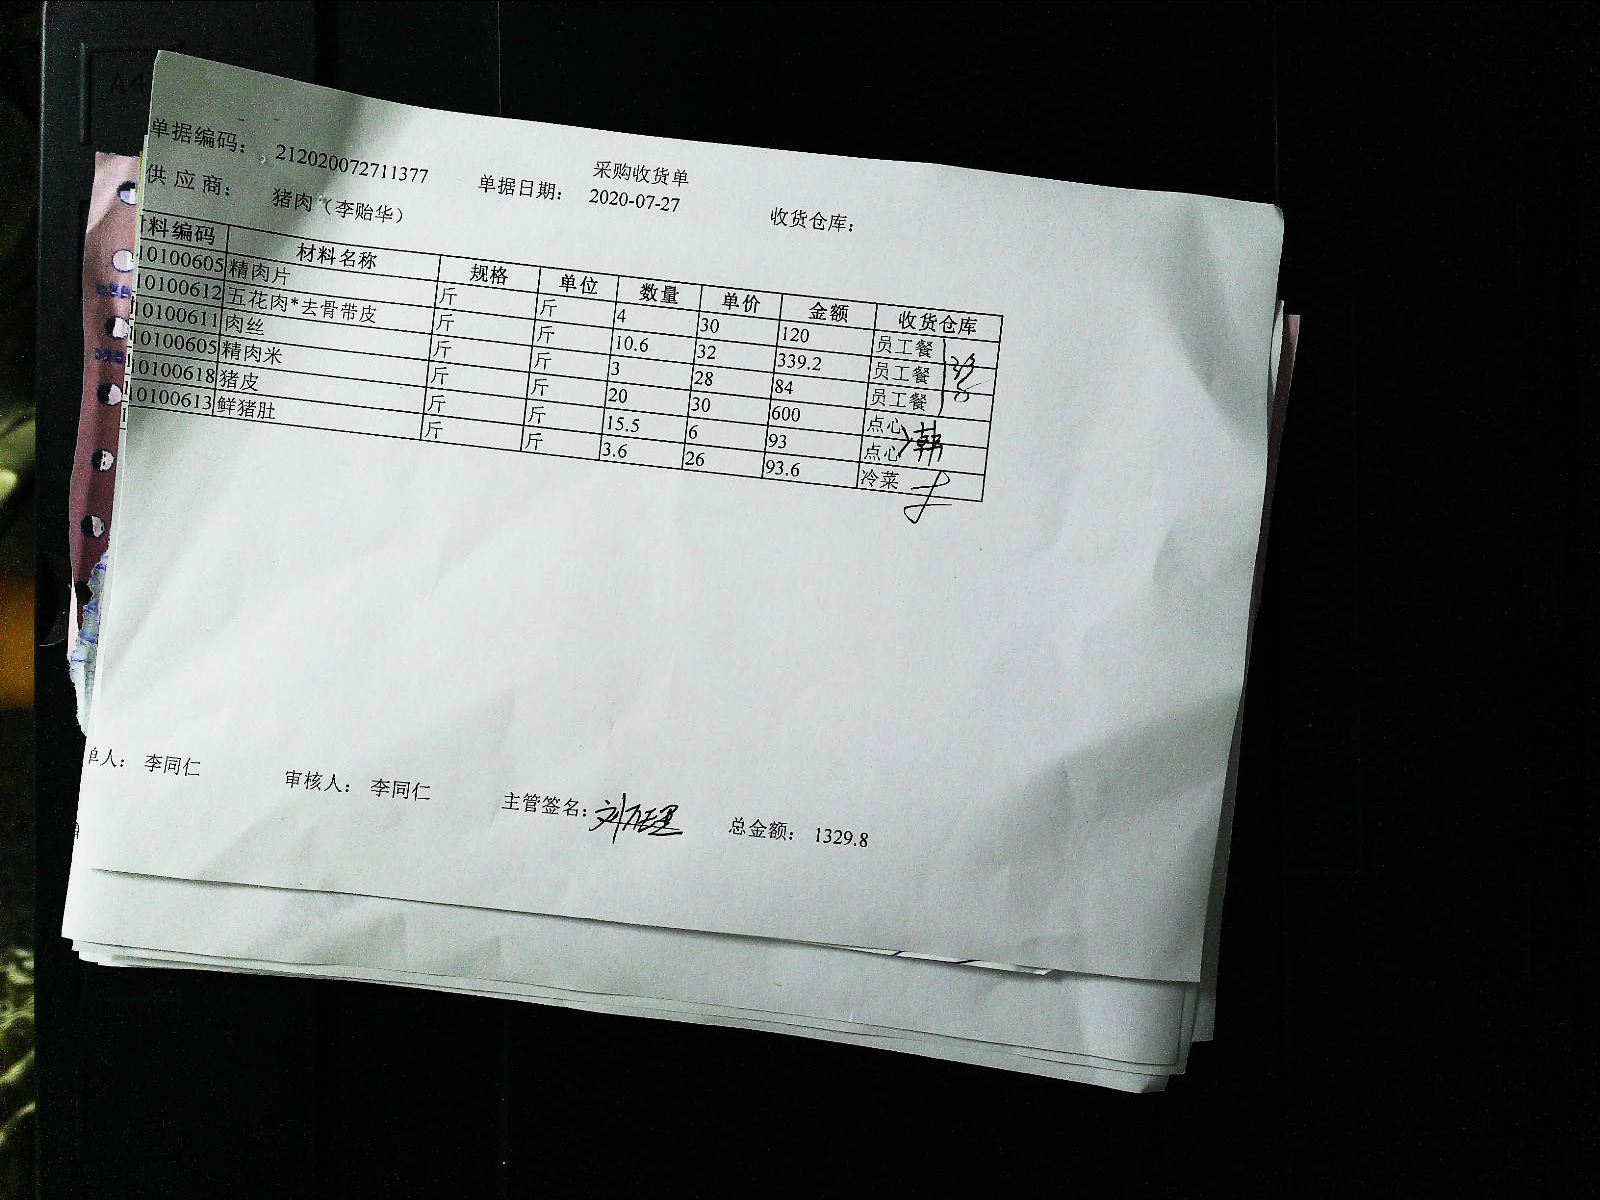 采购收货单
单据编码： 212020072711377 单据日期： 2020-07-27 收货仓库：
供应商： 猪肉（李贻华）
料编码 材料名称 规格 单位 数量 单价 金额 收货仓库
10100605 精肉片 斤 斤 4 30 120 员工餐
10100612 五花肉*去骨带皮 斤 斤 10.6 32 339.2 员工餐
10100611 肉丝 斤 斤 3 28 84 员工餐
10100605 精肉米 斤 斤 20 30 600 点心
10100618 猪皮 斤 斤 15.5 6 93 点心
10100613 鲜猪肚 斤 斤 3.6 26 93.6 冷菜
单人： 李同仁 审核人： 李同仁 主管签名： 总金额： 1329.8